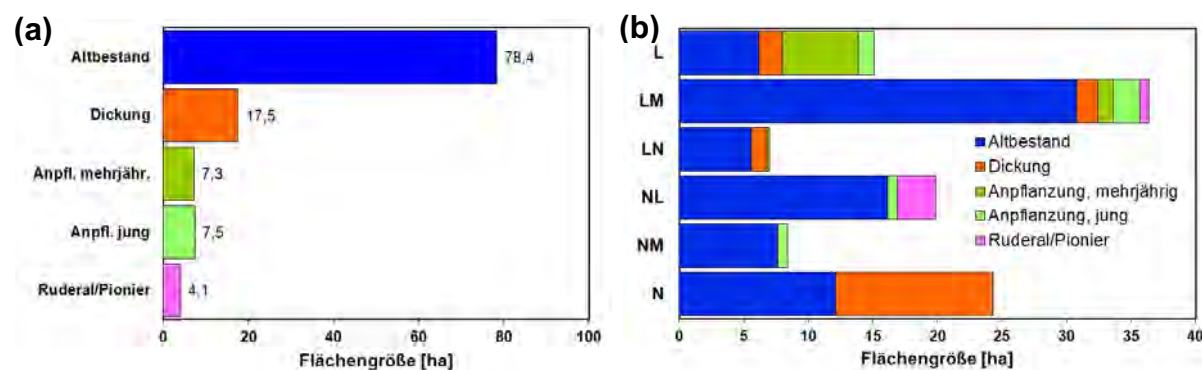 (a)
Altbestand
78,4
Dickung
17,5
Anpfl. mehrjähr.
7,3
Anpfl. jung
7,5
Ruderal/Pionier
4,1
0 20 40 60 80 100
Flächengröße [ha]
(b)
L
LM
LN
NL
NM
N
Altbestand
Dickung
Anpflanzung, mehrjährig
Anpflanzung, jung
Ruderal/Pionier
0 5 10 15 20 25 30 35 40
Flächengröße [ha]